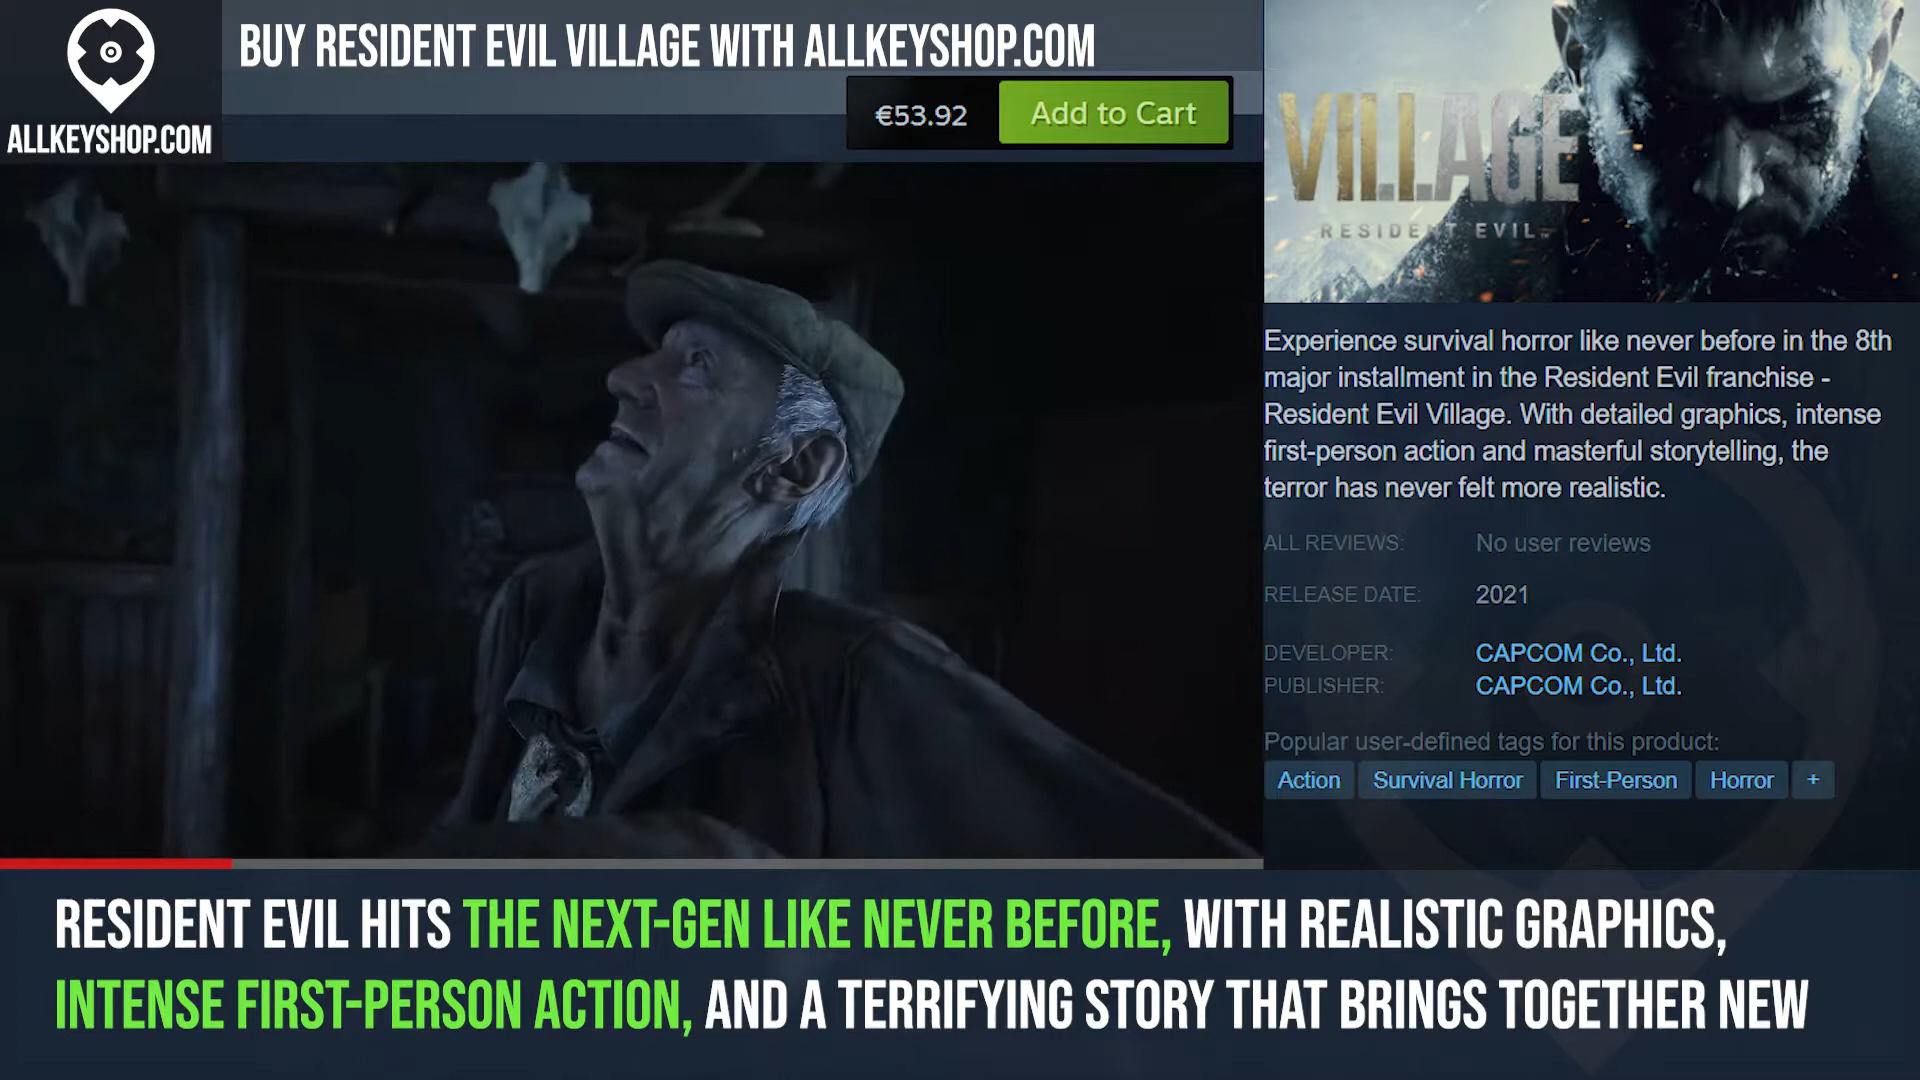 ALLKEYSHOP.COM
BUY RESIDENT EVIL VILLAGE WITH ALLKEYSHOP.COM
€53.92
Add to Cart
VILLAGE
RESIDENT EVIL™
Experience survival horror like never before in the 8th
major installment in the Resident Evil franchise -
Resident Evil Village. With detailed graphics, intense
first-person action and masterful storytelling, the
terror has never felt more realistic.
ALL REVIEWS: No user reviews
RELEASE DATE: 2021
DEVELOPER: CAPCOM Co., Ltd.
PUBLISHER: CAPCOM Co., Ltd.
Popular user-defined tags for this product:
Action Survival Horror First-Person Horror +
RESIDENT EVIL HITS THE NEXT-GEN LIKE NEVER BEFORE, WITH REALISTIC GRAPHICS,
INTENSE FIRST-PERSON ACTION, AND A TERRIFYING STORY THAT BRINGS TOGETHER NEW